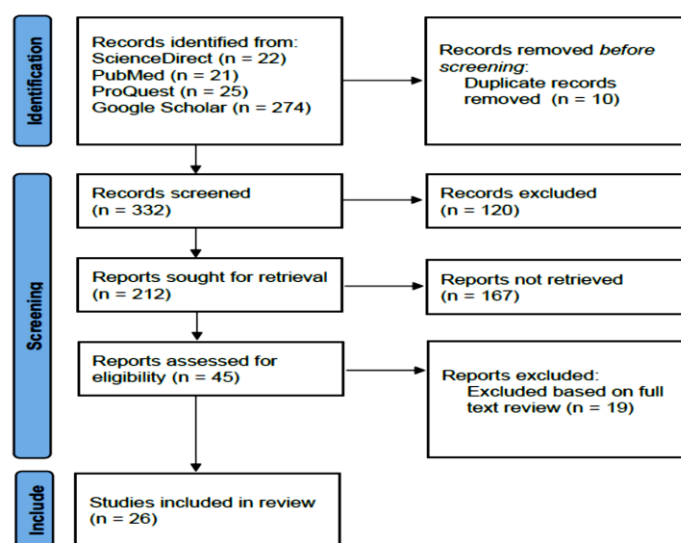 Identification
Records identified from:
ScienceDirect (n = 22)
PubMed (n = 21)
ProQuest (n = 25)
Google Scholar (n = 274)
Records removed before
screening:
Duplicate records
removed (n = 10)
Screening
Records screened
(n = 332)
Records excluded
(n = 120)
Reports sought for retrieval
(n = 212)
Reports not retrieved
(n = 167)
Reports assessed for
eligibility (n = 45)
Reports excluded:
Excluded based on full
text review (n = 19)
Include
Studies included in review
(n = 26)